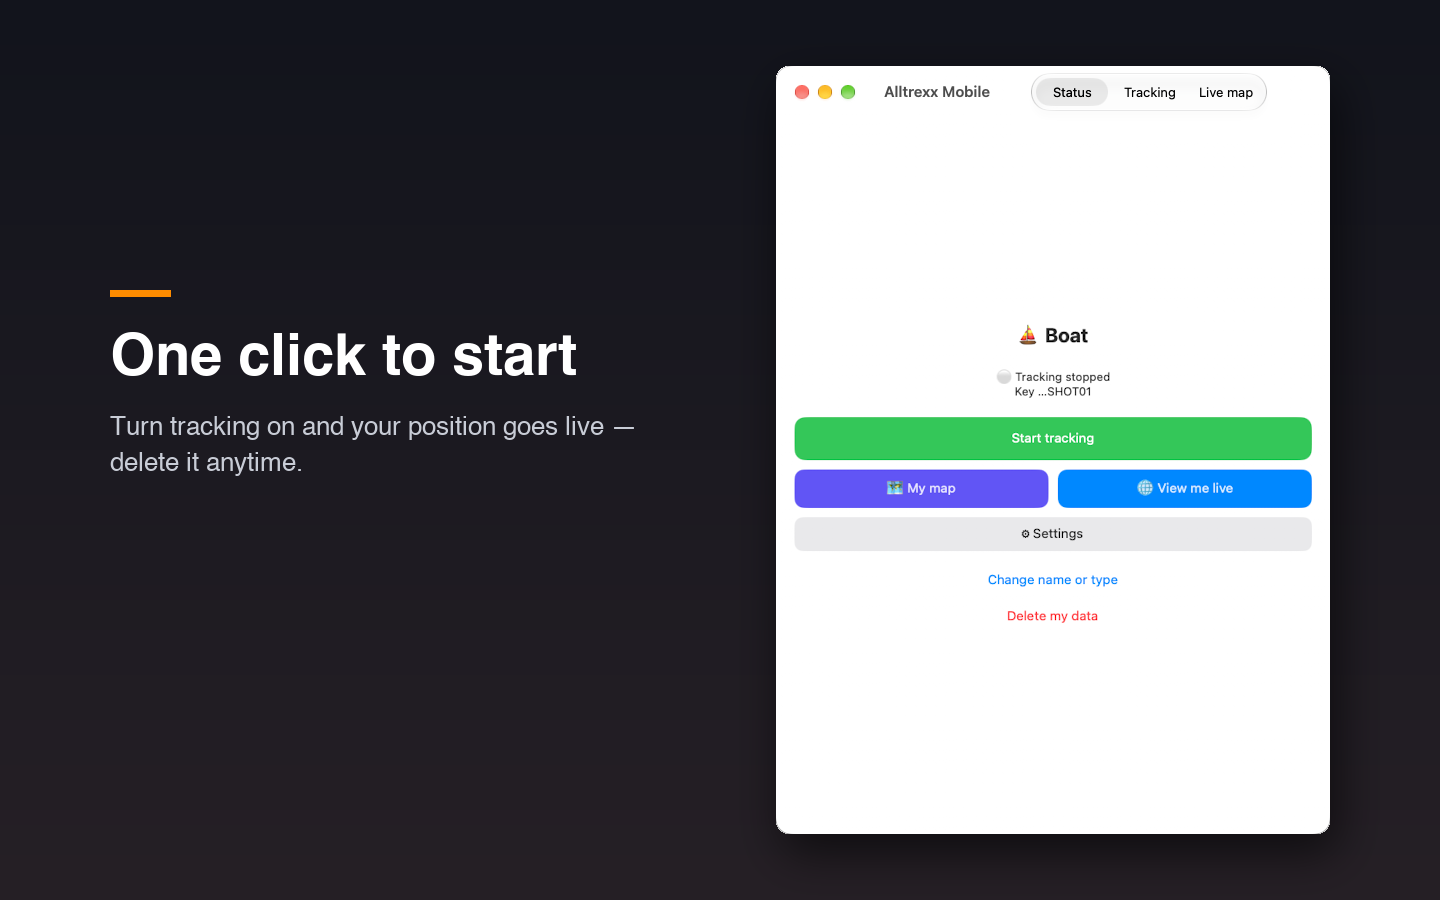 One click to start
Turn tracking on and your position goes live —
delete it anytime.
Alltrexx Mobile
Status
Tracking
Live map
Boat
Tracking stopped
Key ...SHOT01
Start tracking
My map
View me live
Settings
Change name or type
Delete my data